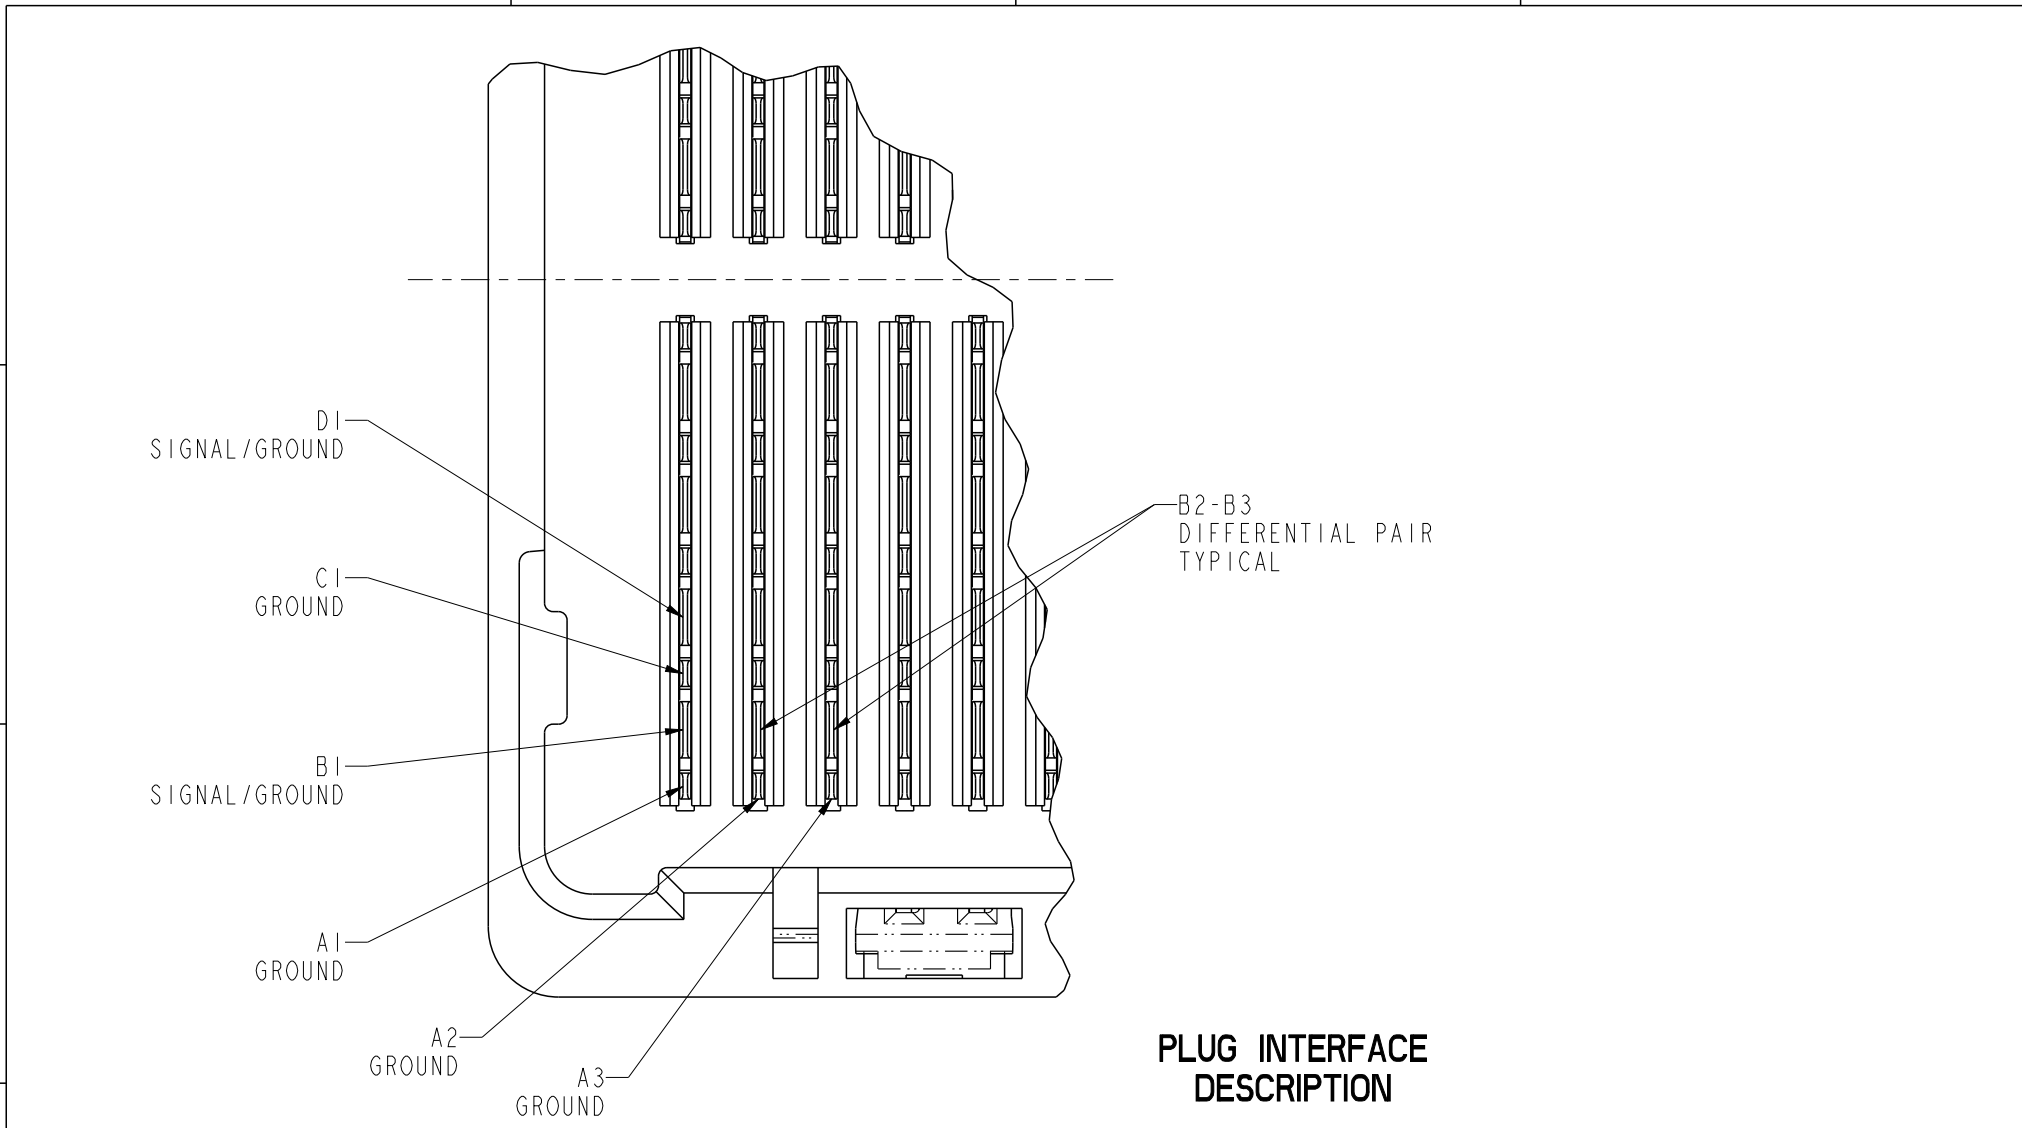 D1
SIGNAL/GROUND
B2-B3
DIFFERENTIAL PAIR
TYPICAL
C1
GROUND
B1
SIGNAL/GROUND
A1
GROUND
A2
GROUND
A3
GROUND
PLUG INTERFACE
DESCRIPTION